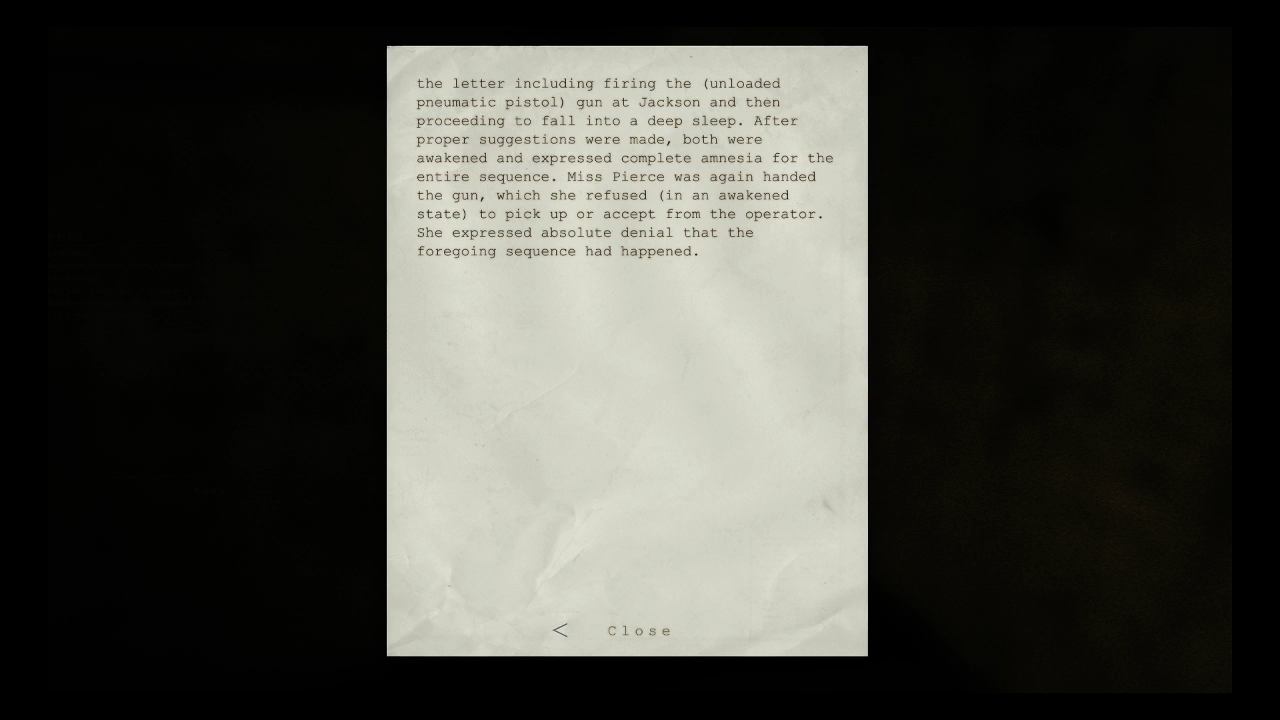 the letter including firing the (unloaded
pneumatic pistol) gun at Jackson and then
proceeding to fall into a deep sleep. After
proper suggestions were made, both were
awakened and expressed complete amnesia for the
entire sequence. Miss Pierce was again handed
the gun, which she refused (in an awakened
state) to pick up or accept from the operator.
She expressed absolute denial that the
foregoing sequence had happened.
< Close